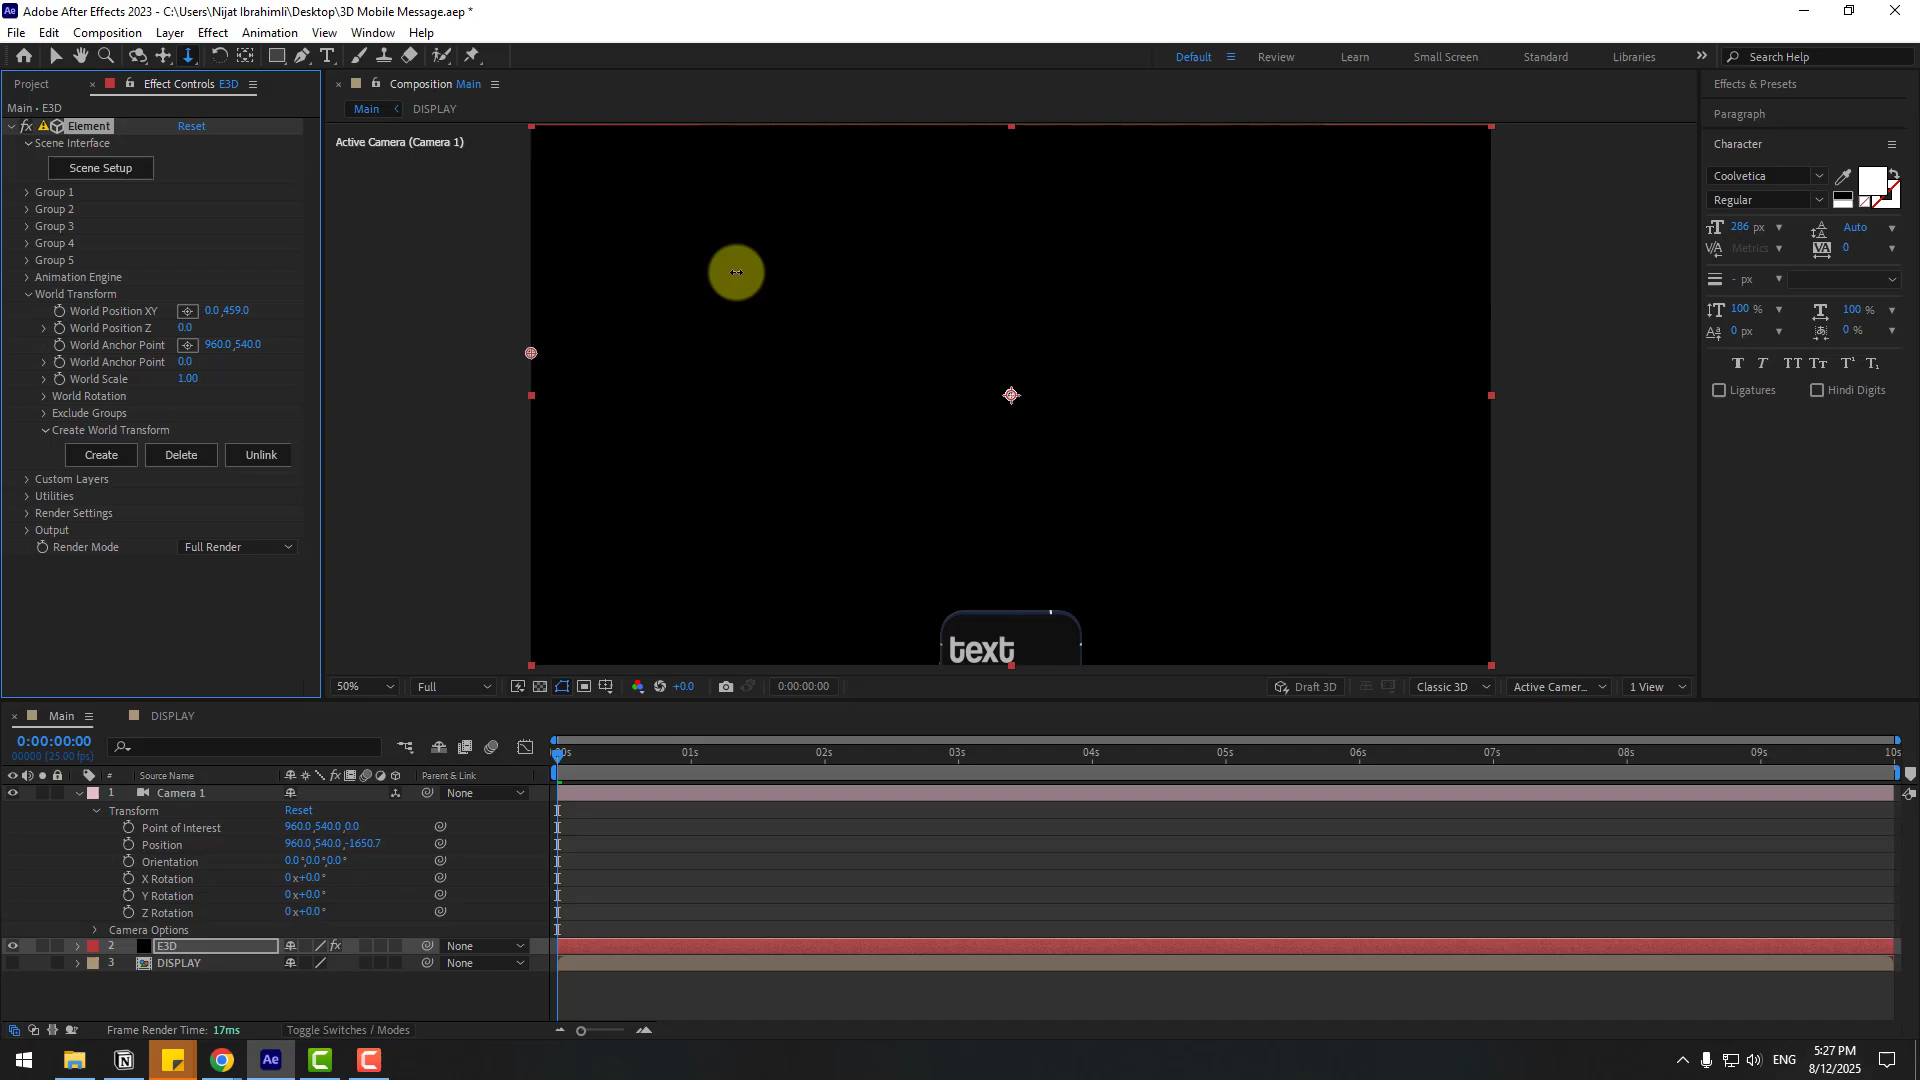 Adobe After Effects 2023 - C:\Users\Nijat Ibrahimli\Desktop\3D Mobile Message.aep *
File Edit Composition Layer Effect Animation View Window Help
Default Review Learn Small Screen Standard Libraries Search Help
Project Effect Controls E3D
Main • E3D
Element Reset
Scene Interface
Scene Setup
Group 1
Group 2
Group 3
Group 4
Group 5
Animation Engine
World Transform
World Position XY 0.0,459.0
World Position Z 0.0
World Anchor Point 960.0,540.0
World Anchor Point 0.0
World Scale 1.00
World Rotation
Exclude Groups
Create World Transform
Create Delete Unlink
Custom Layers
Utilities
Render Settings
Output
Render Mode Full Render
Composition Main
Main DISPLAY
Active Camera (Camera 1)
text
50% Full +0.0 0:00:00:00 Draft 3D Classic 3D Active Camer... 1 View
Effects & Presets
Paragraph
Character
Coolvetica
Regular
286 px Auto
Metrics 0
- px
100 % 100 %
0 px 0 %
Ligatures Hindi Digits
Main DISPLAY
0:00:00:00
00000 (25.00 fps)
:00s 01s 02s 03s 04s 05s 06s 07s 08s 09s 10s
# Source Name Parent & Link
1 Camera 1 None
Transform Reset
Point of Interest 960.0,540.0,0.0
Position 960.0,540.0,-1650.7
Orientation 0.0°,0.0°,0.0°
X Rotation 0x+0.0°
Y Rotation 0x+0.0°
Z Rotation 0x+0.0°
Camera Options
2 E3D None
3 DISPLAY None
Frame Render Time: 17ms Toggle Switches / Modes
ENG
5:27 PM
8/12/2025